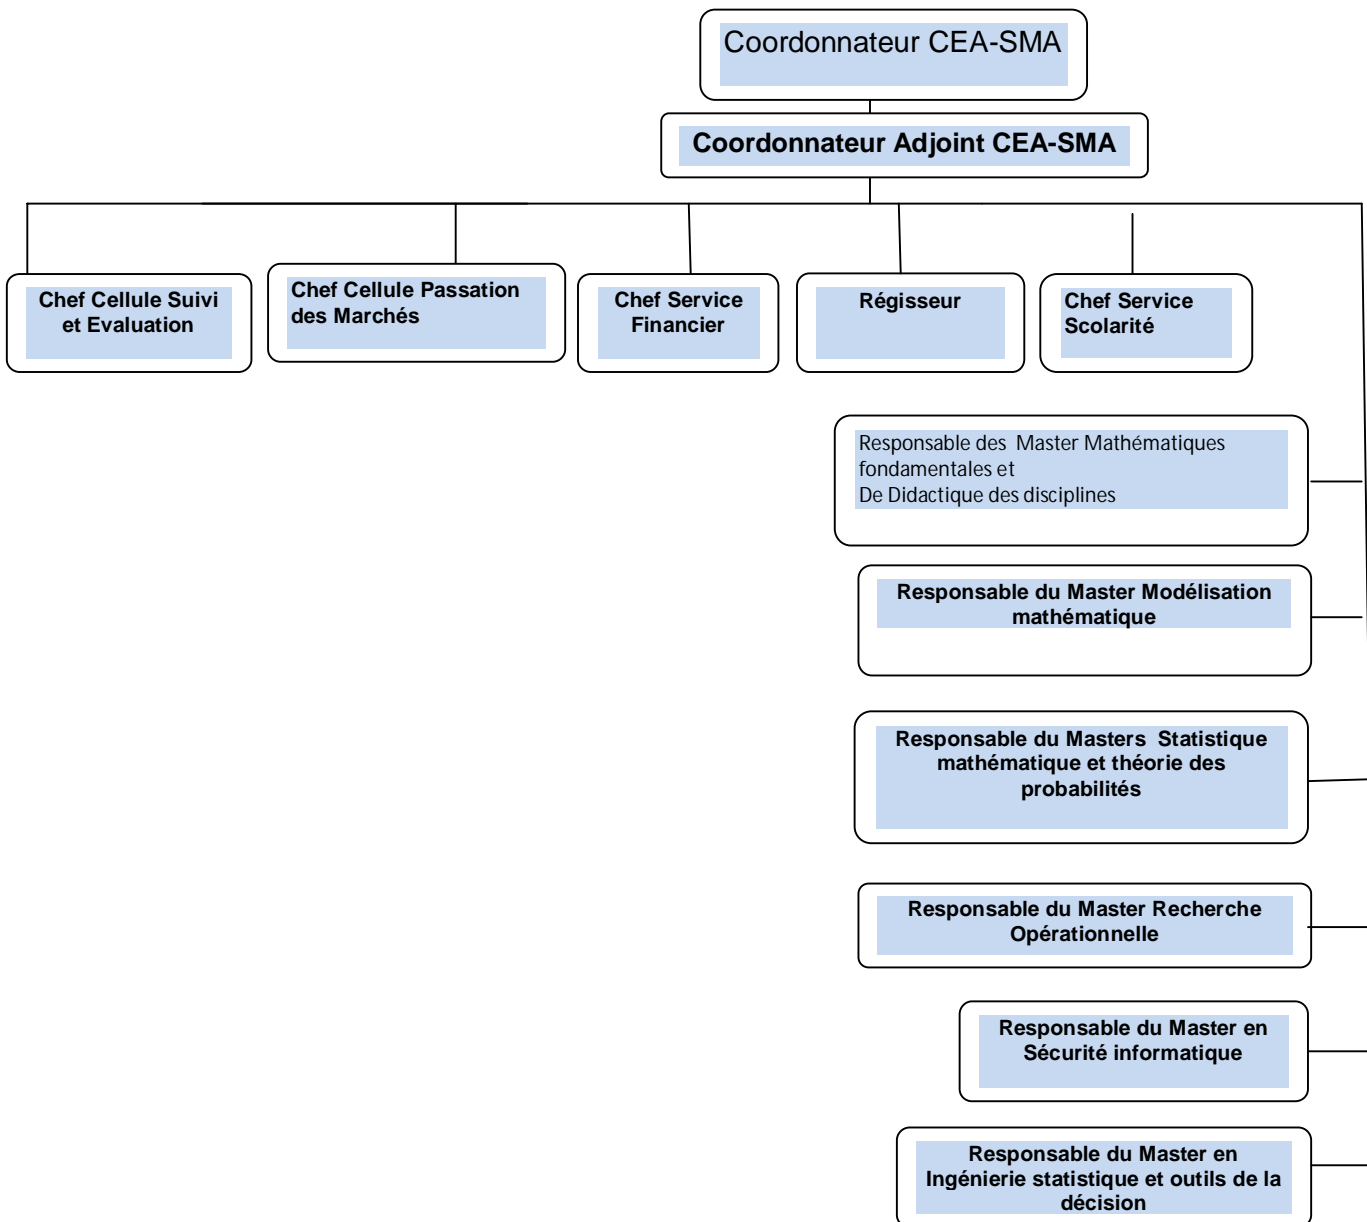 Coordonnateur CEA-SMA
Coordonnateur Adjoint CEA-SMA
Chef Cellule Suivi
et Evaluation
Chef Cellule Passation
des Marchés
Chef Service
Financier
Régisseur
Chef Service
Scolarité
Responsable des Master Mathématiques
fondamentales et
De Didactique des disciplines
Responsable du Master Modélisation
mathématique
Responsable du Masters Statistique
mathématique et théorie des
probabilités
Responsable du Master Recherche
Opérationnelle
Responsable du Master en
Sécurité informatique
Responsable du Master en
Ingénierie statistique et outils de la
décision